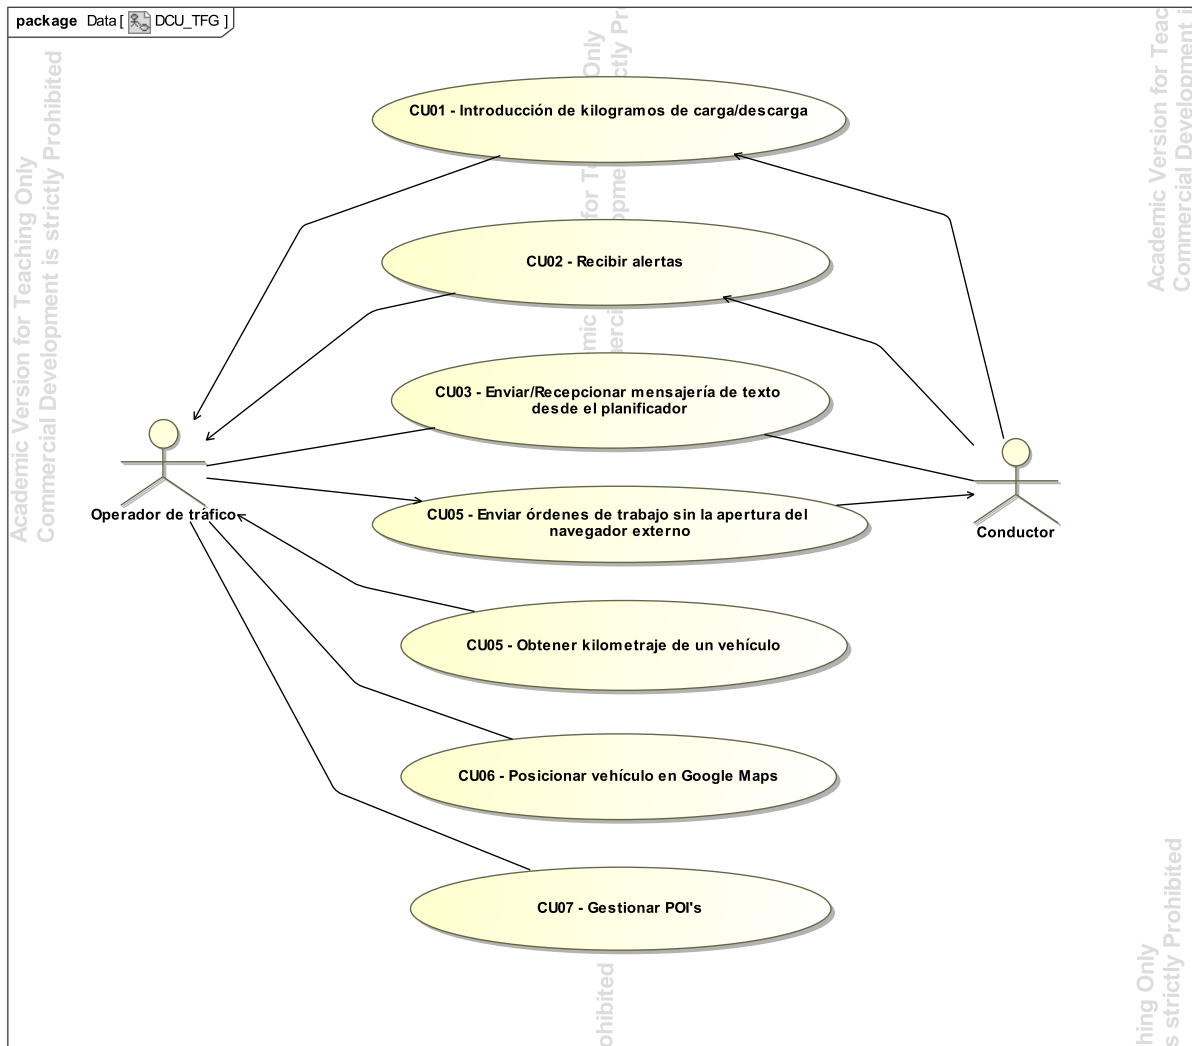 package Data [ DCU_TFG ]
CU01 - Introducción de kilogramos de carga/descarga
CU02 - Recibir alertas
CU03 - Enviar/Recepcionar mensajería de texto
desde el planificador
Operador de tráfico
CU05 - Enviar órdenes de trabajo sin la apertura del
navegador externo
Conductor
CU05 - Obtener kilometraje de un vehículo
CU06 - Posicionar vehículo en Google Maps
CU07 - Gestionar POI's
Academic Version for Teaching Only
Commercial Development is strictly Prohibited